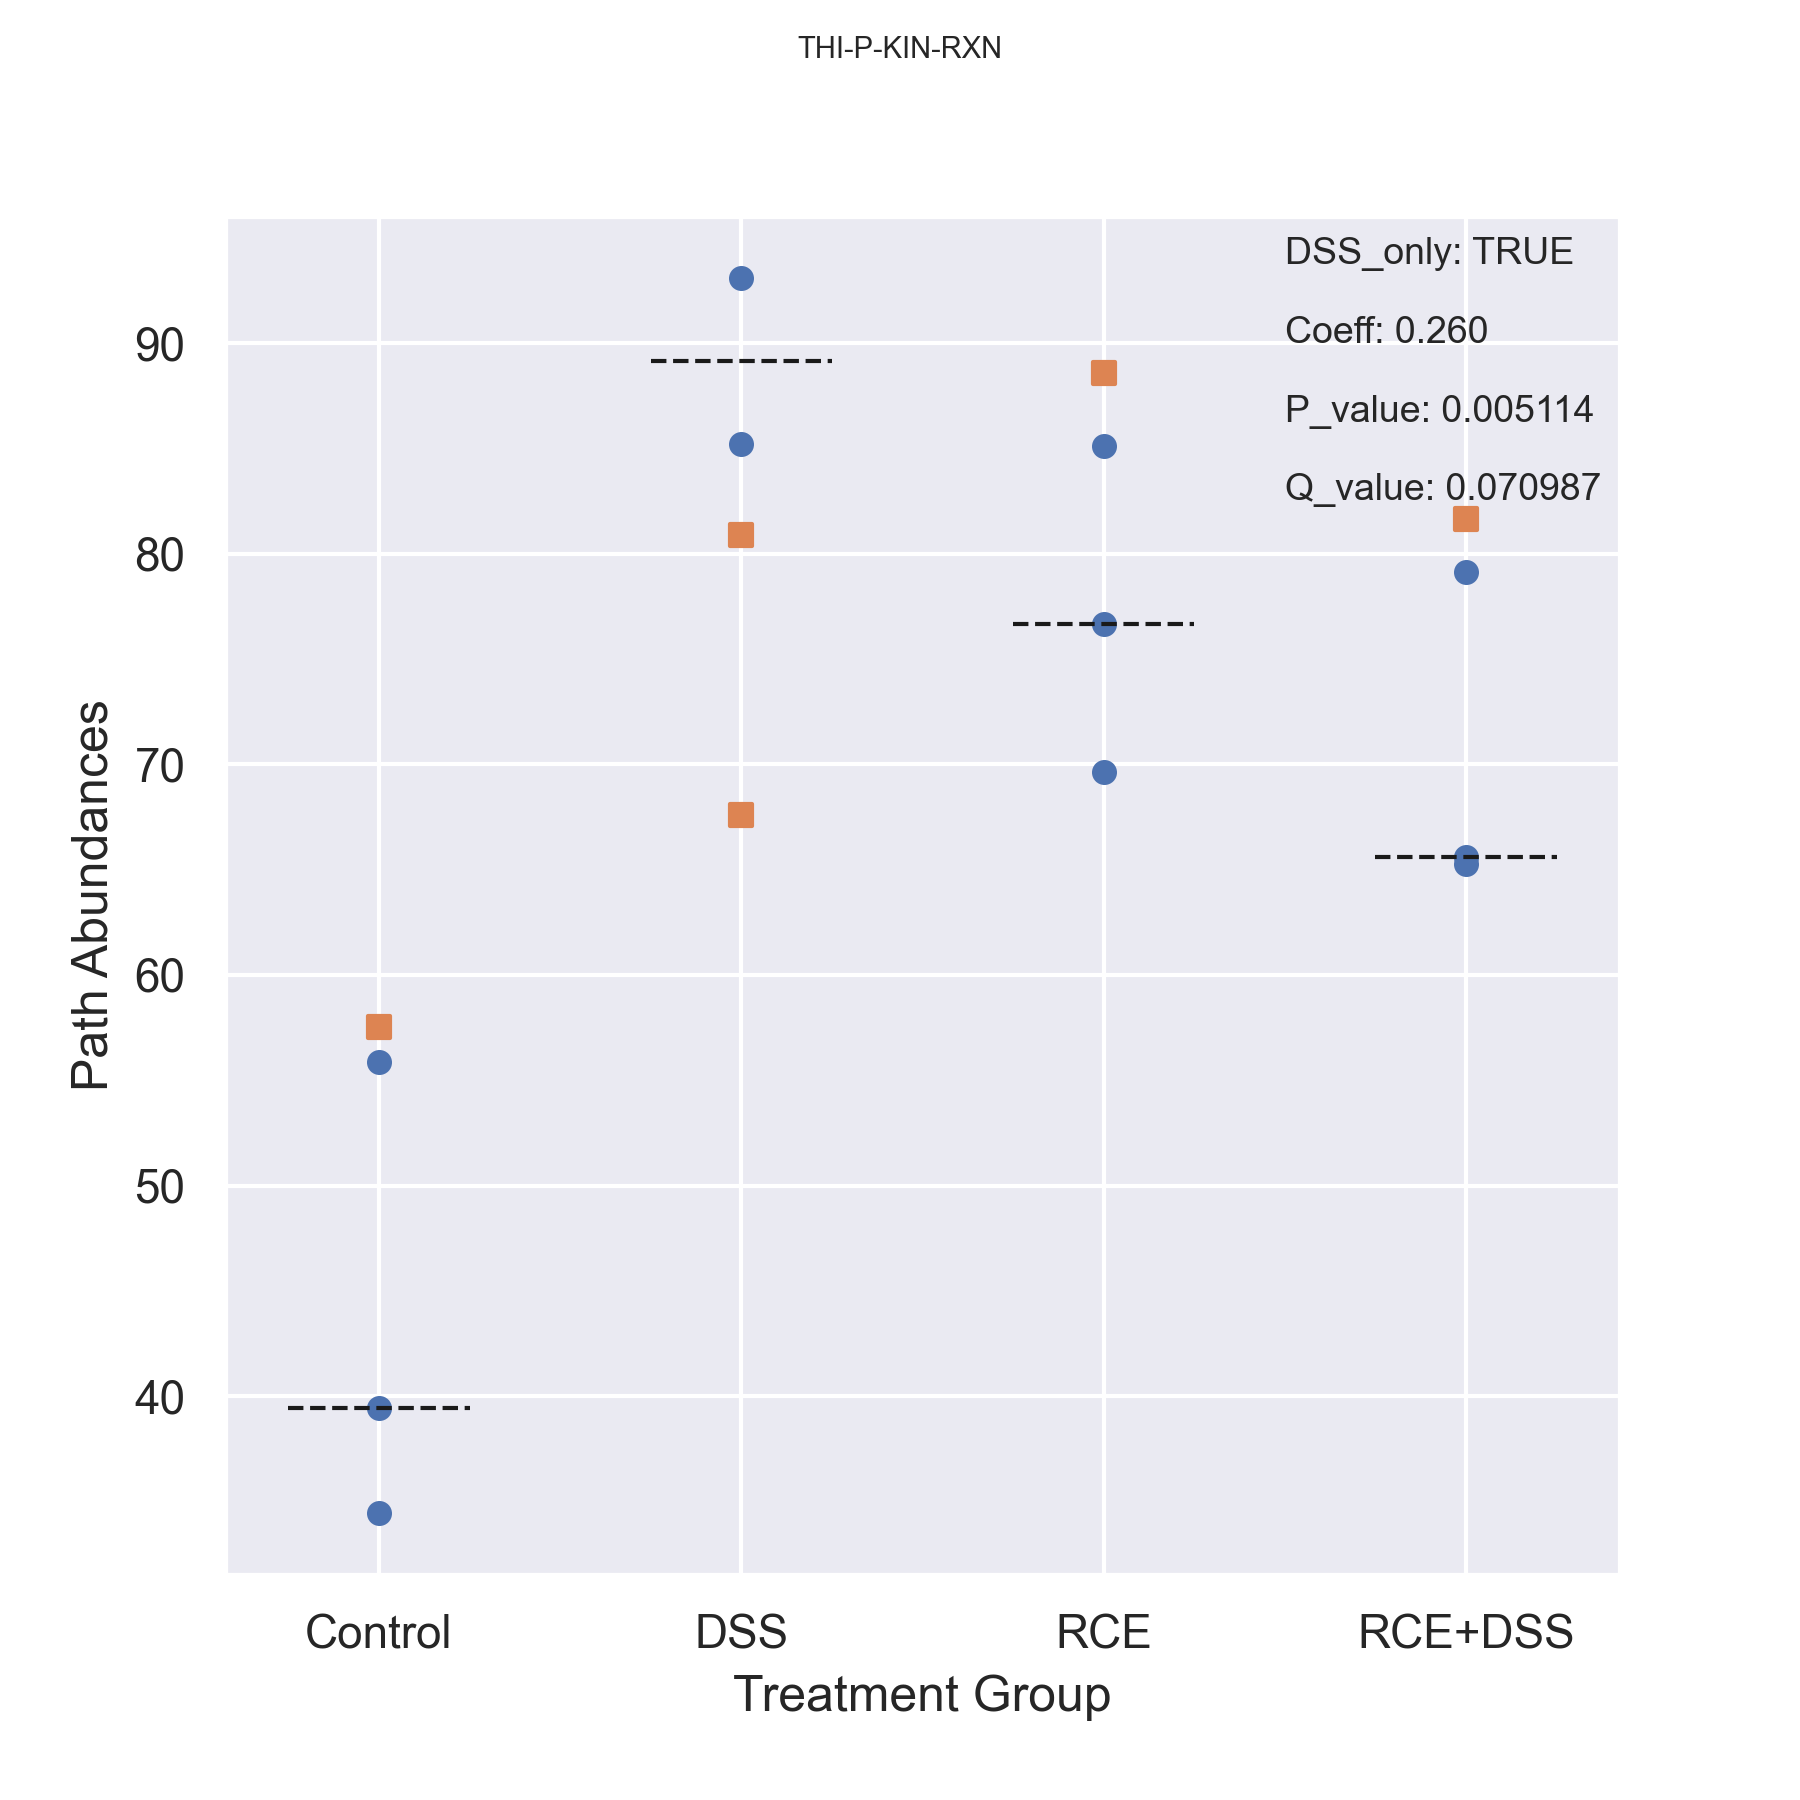 THI-P-KIN-RXN
DSS_only: TRUE
Coeff: 0.260
P_value: 0.005114
Q_value: 0.070987
90
80
70
60
50
40
Path Abundances
Control
DSS
RCE
RCE+DSS
Treatment Group